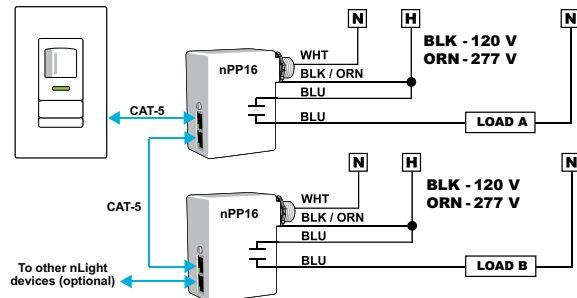 N
H
N
WHT
BLK - 120 V
ORN - 277 V
nPP16
BLK / ORN
BLU
CAT-5
BLU
LOAD A
N
H
N
WHT
BLK - 120 V
ORN - 277 V
CAT-5
nPP16
BLK / ORN
BLU
BLU
LOAD B
To other nLight
devices (optional)